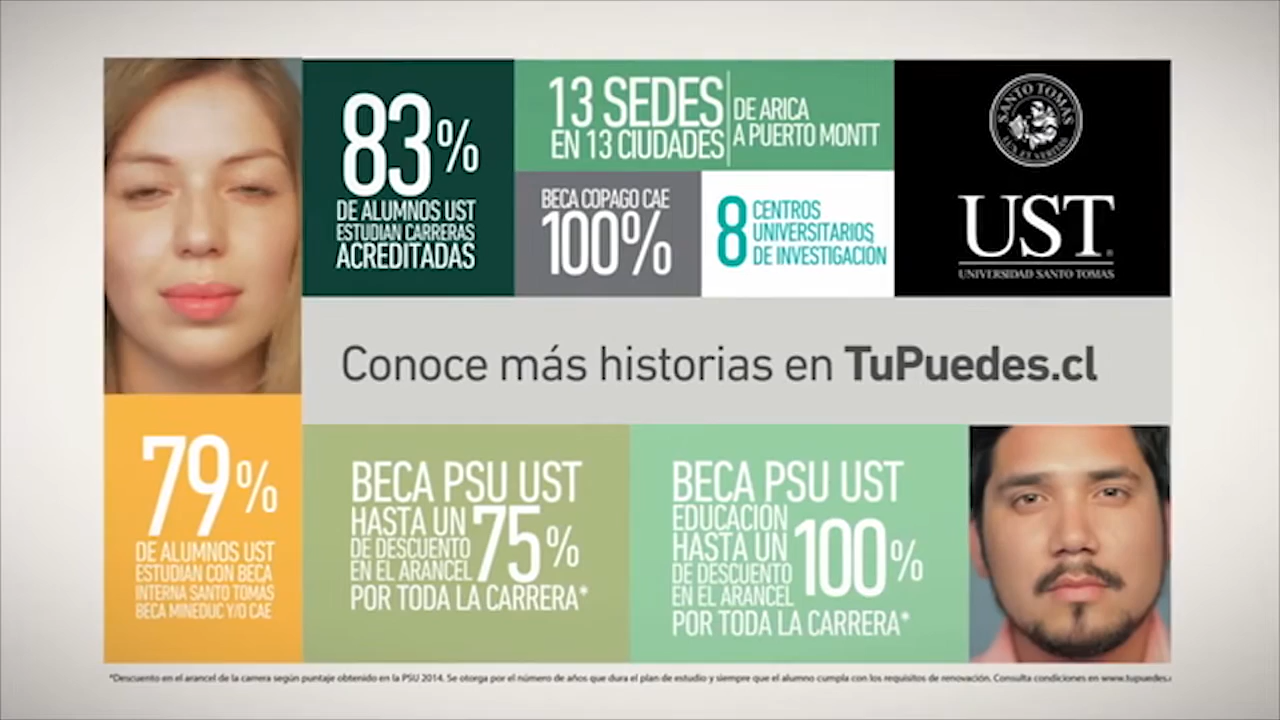 83%
DE ALUMNOS UST
ESTUDIAN CARRERAS
ACREDITADAS
13 SEDES
EN 13 CIUDADES
DE ARICA
A PUERTO MONTT
BECA COPAGO CAE
100%
8
CENTROS
UNIVERSITARIOS
DE INVESTIGACIÓN
SANTO TOMAS
LUX ET VERITAS
UST®
UNIVERSIDAD SANTO TOMAS
Conoce más historias en TuPuedes.cl
79%
DE ALUMNOS UST
ESTUDIAN CON BECA
INTERNA SANTO TOMAS
BECA MINEDUC Y/O CAE
BECA PSU UST
HASTA UN
DE DESCUENTO
EN EL ARANCEL
75%
POR TODA LA CARRERA*
BECA PSU UST
EDUCACIÓN
HASTA UN
DE DESCUENTO
EN EL ARANCEL
100%
POR TODA LA CARRERA*
*Descuento en el arancel de la carrera según puntaje obtenido en la PSU 2014. Se otorga por el número de años que dura el plan de estudio y siempre que el alumno cumpla con los requisitos de renovación. Consulta condiciones en www.tupuedes.